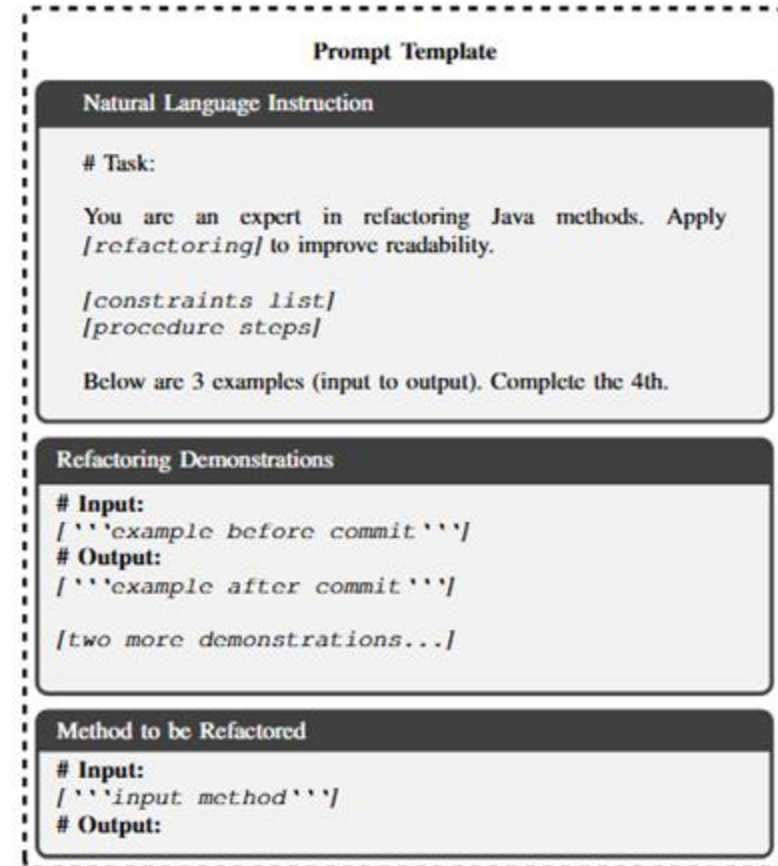 Prompt Template
Natural Language Instruction
# Task:
You are an expert in refactoring Java methods. Apply
[refactoring] to improve readability.
[constraints list]
[procedure steps]
Below are 3 examples (input to output). Complete the 4th.
Refactoring Demonstrations
# Input:
[```example before commit```]
# Output:
[```example after commit```]
[two more demonstrations...]
Method to be Refactored
# Input:
[```input method```]
# Output: